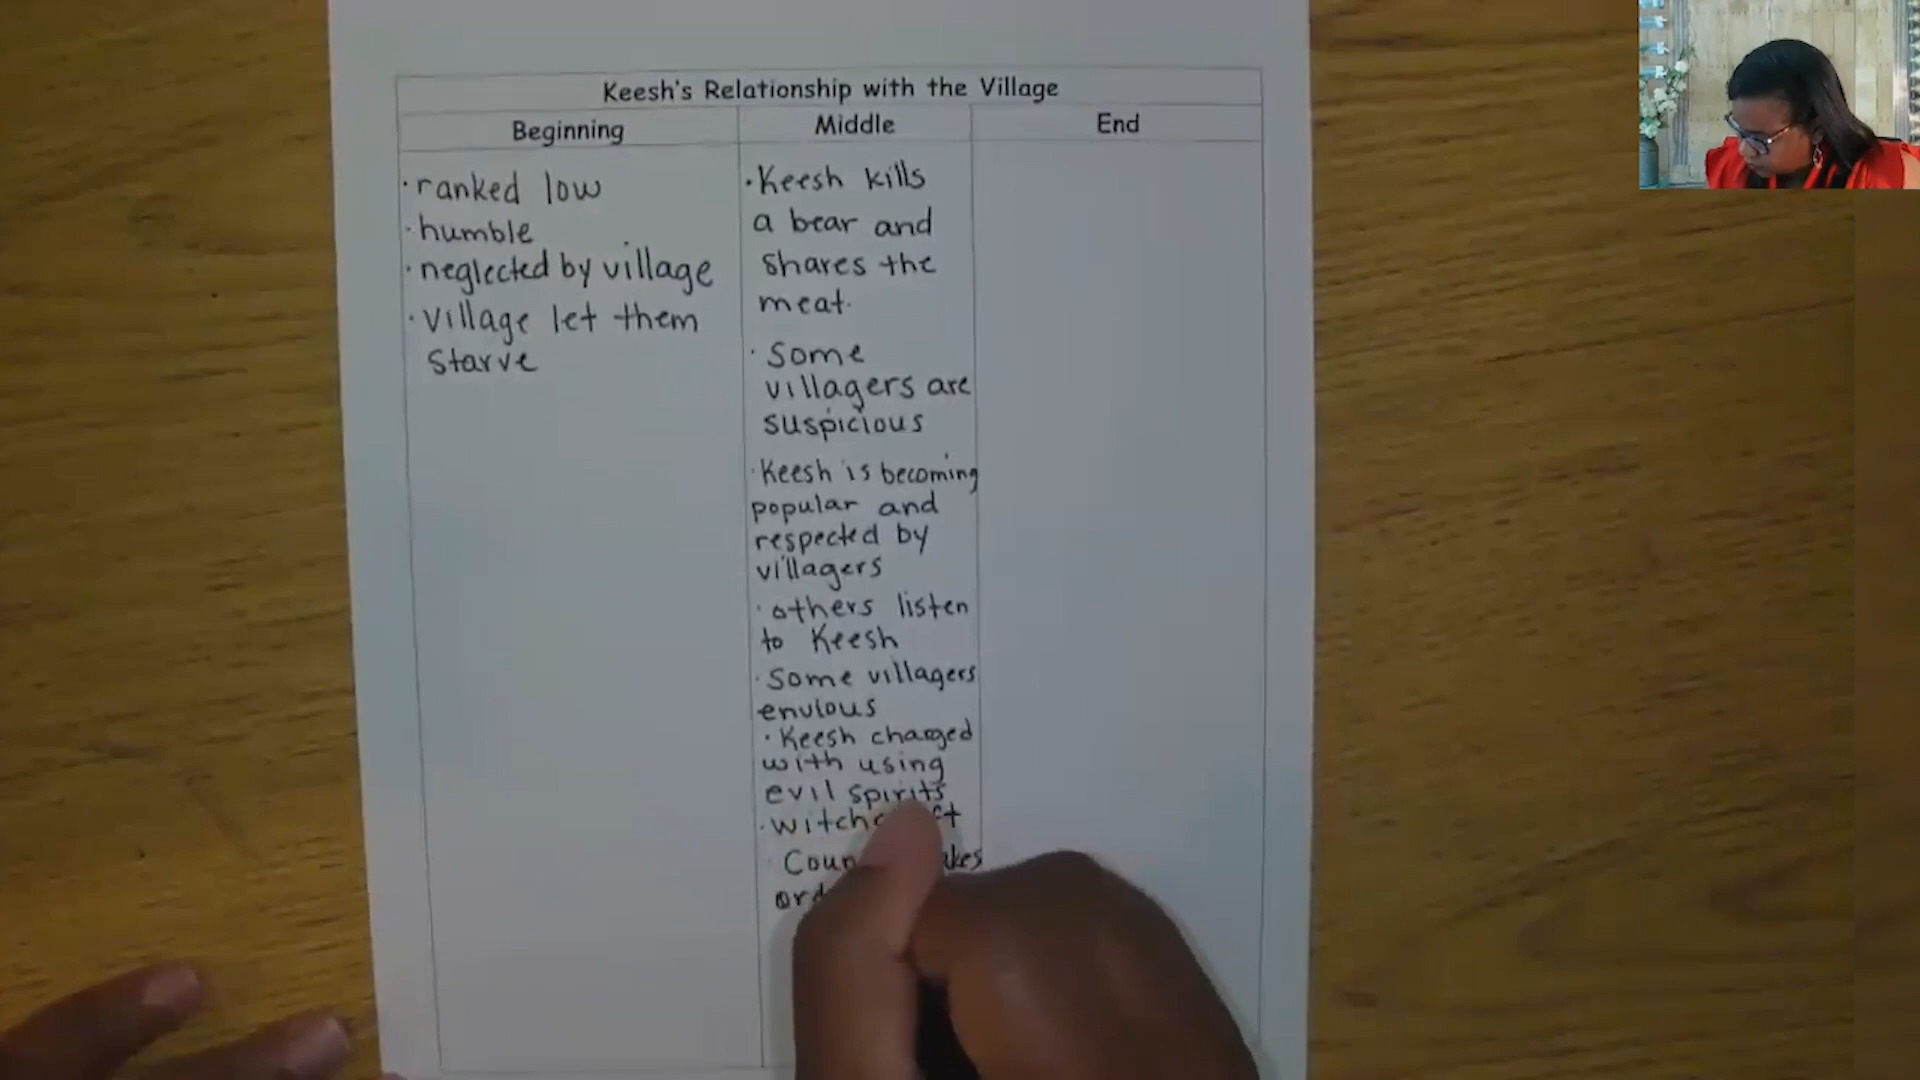 Keesh's Relationship with the Village
Beginning
Middle
End
·ranked low
·humble
·neglected by village
·village let them
starve
·Keesh kills
a bear and
shares the
meat.
·Some
villagers are
suspicious
·Keesh is becoming
popular and
respected by
villagers
·others listen
to Keesh
·Some villagers
envious
·Keesh charged
with using
evil spirits